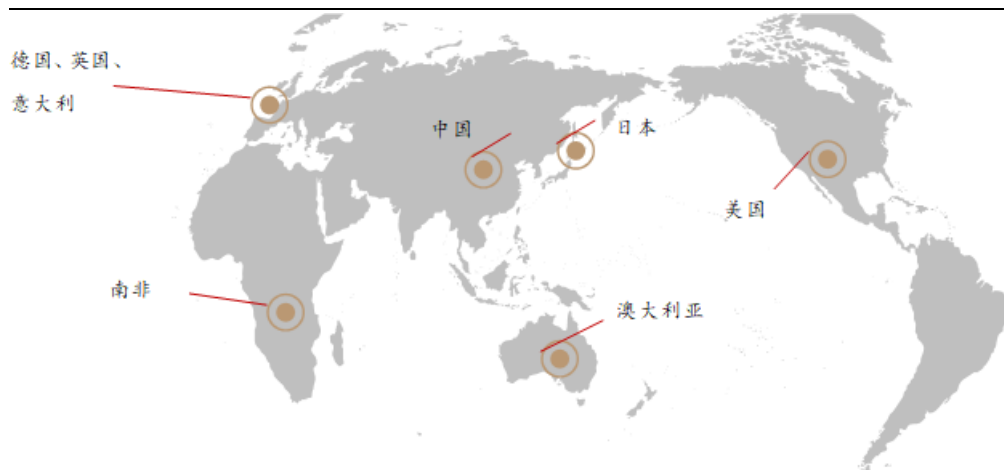 德国、英国、
意大利
中国
日本
美国
南非
澳大利亚